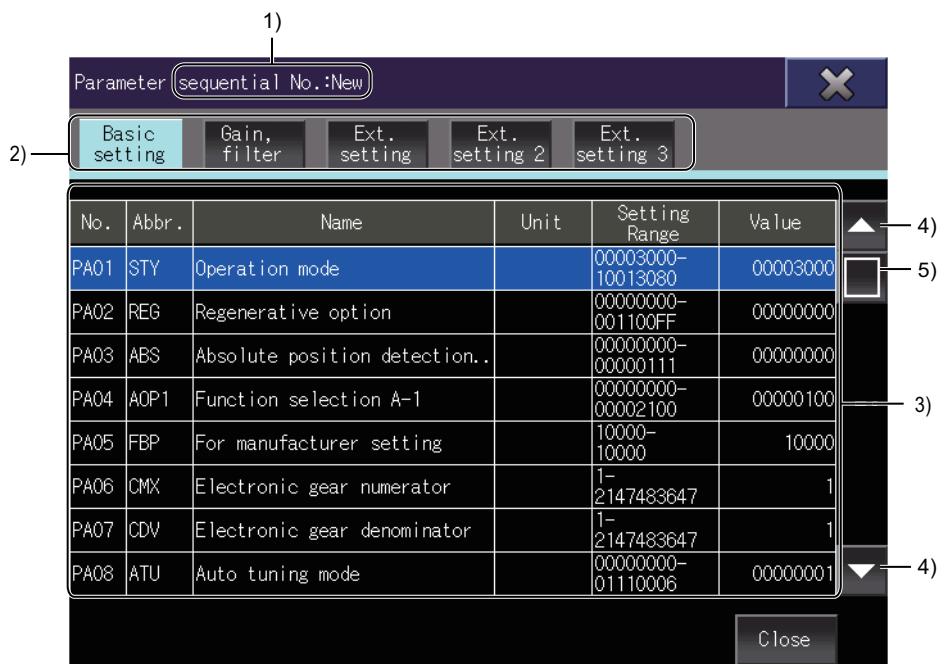 1)
Parameter sequential No.:New
2)
Basic setting
Gain, filter
Ext. setting
Ext. setting 2
Ext. setting 3
No. Abbr. Name Unit Setting Range Value
4)
PA01 STY Operation mode 00003000-10013080 00003000
5)
PA02 REG Regenerative option 00000000-001100FF 00000000
PA03 ABS Absolute position detection.. 00000000-00000111 00000000
PA04 AOP1 Function selection A-1 00000000-00002100 00000100
3)
PA05 FBP For manufacturer setting 10000-10000 10000
PA06 CMX Electronic gear numerator 1-2147483647 1
PA07 CDV Electronic gear denominator 1-2147483647 1
PA08 ATU Auto tuning mode 00000000-01110006 00000001
4)
Close